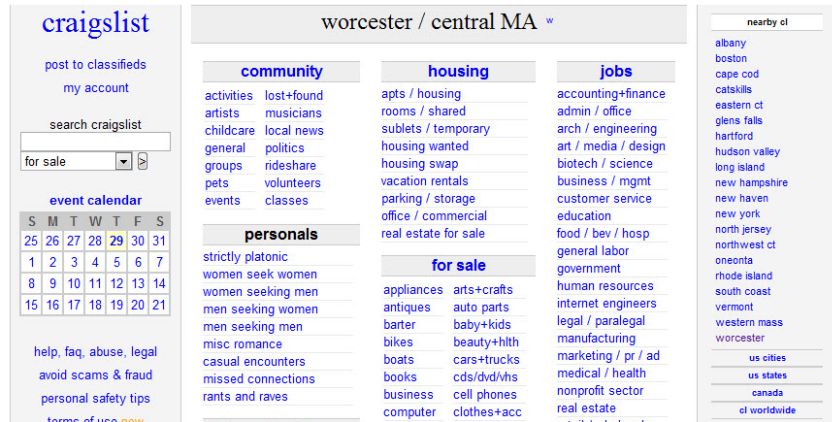 craigslist
post to classifieds
my account
search craigslist
for sale >
event calendar
S M T W T F S
25 26 27 28 29 30 31
1 2 3 4 5 6 7
8 9 10 11 12 13 14
15 16 17 18 19 20 21
help, faq, abuse, legal
avoid scams & fraud
personal safety tips
terms of use new
worcester / central MA w
community
activities lost+found
artists musicians
childcare local news
general politics
groups rideshare
pets volunteers
events classes
personals
strictly platonic
women seek women
women seeking men
men seeking women
men seeking men
misc romance
casual encounters
missed connections
rants and raves
housing
apts / housing
rooms / shared
sublets / temporary
housing wanted
housing swap
vacation rentals
parking / storage
office / commercial
real estate for sale
for sale
appliances arts+crafts
antiques auto parts
barter baby+kids
bikes beauty+hlth
boats cars+trucks
books cds/dvd/vhs
business cell phones
computer clothes+acc
jobs
accounting+finance
admin / office
arch / engineering
art / media / design
biotech / science
business / mgmt
customer service
education
food / bev / hosp
general labor
government
human resources
internet engineers
legal / paralegal
manufacturing
marketing / pr / ad
medical / health
nonprofit sector
real estate
nearby cl
albany
boston
cape cod
catskills
eastern ct
glens falls
hartford
hudson valley
long island
new hampshire
new haven
new york
north jersey
northwest ct
oneonta
rhode island
south coast
vermont
western mass
worcester
us cities
us states
canada
cl worldwide